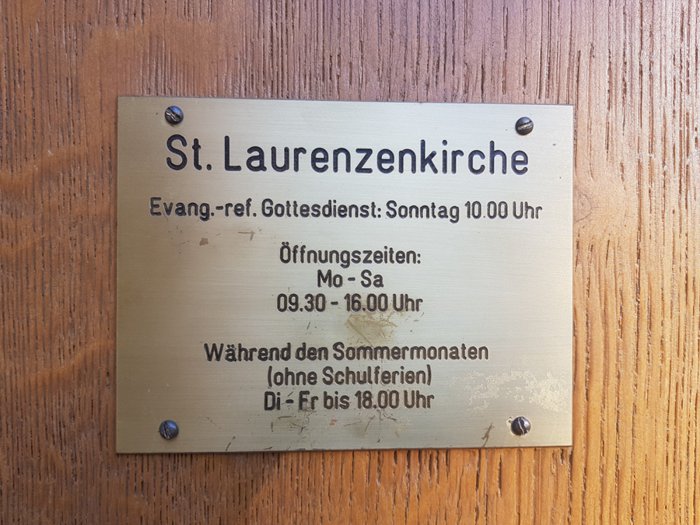 St. Laurenzenkirche
Evang.-ref. Gottesdienst: Sonntag 10.00 Uhr
Öffnungszeiten:
Mo - Sa
09.30 - 16.00 Uhr
Während den Sommermonaten
(ohne Schulferien)
Di - Fr bis 18.00 Uhr